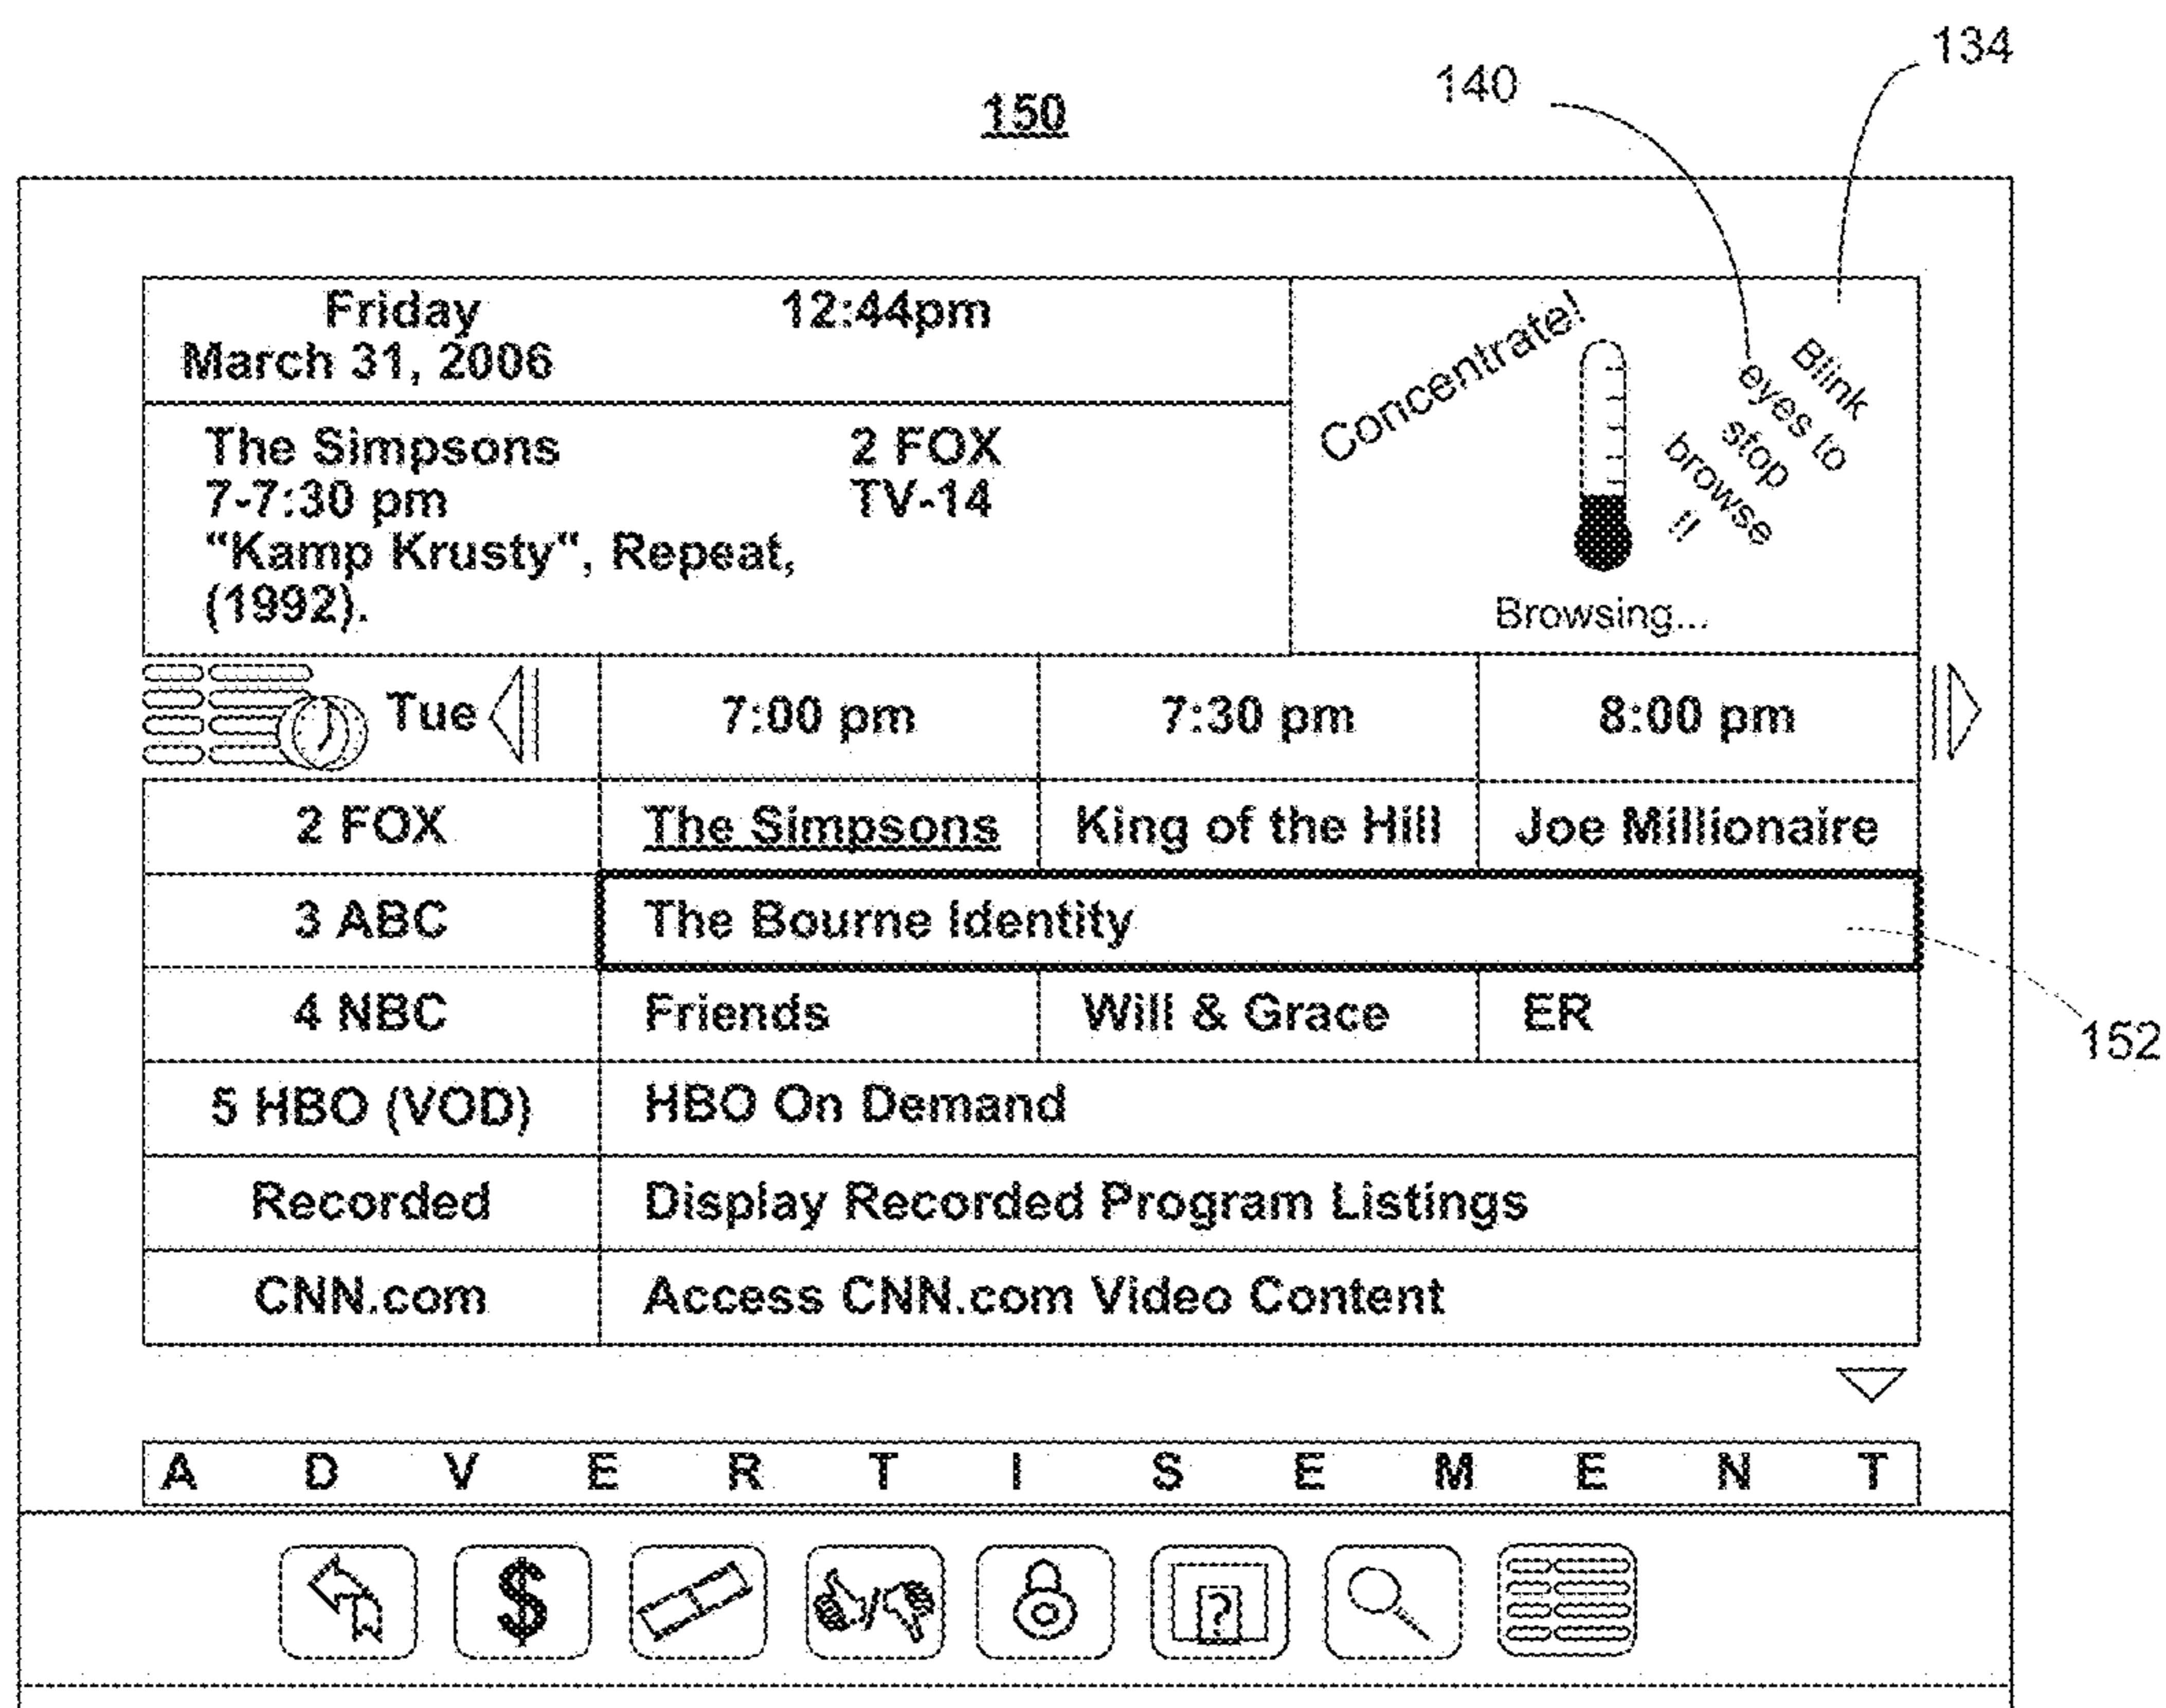 134
140
150
Friday 12:44pm
March 31, 2006
Concentrate!
Blink
eyes to
stop
browse
!!
The Simpsons 2 FOX
7-7:30 pm TV-14
“Kamp Krusty“, Repeat,
(1992).
Browsing...
Tue 7:00 pm 7:30 pm 8:00 pm
2 FOX The Simpsons King of the Hill Joe Millionaire
3 ABC The Bourne Identity
4 NBC Friends Will & Grace ER
152
5 HBO (VOD) HBO On Demand
Recorded Display Recorded Program Listings
CNN.com Access CNN.com Video Content
A D V E R T I S E M E N T
$ / ?